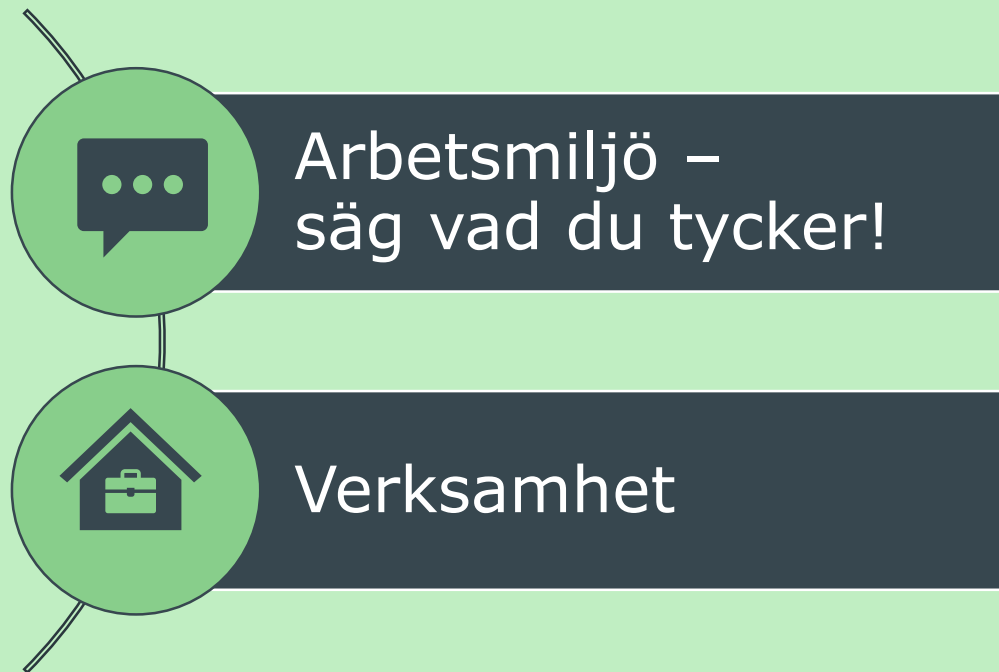 Arbetsmiljö –
säg vad du tycker!
Verksamhet